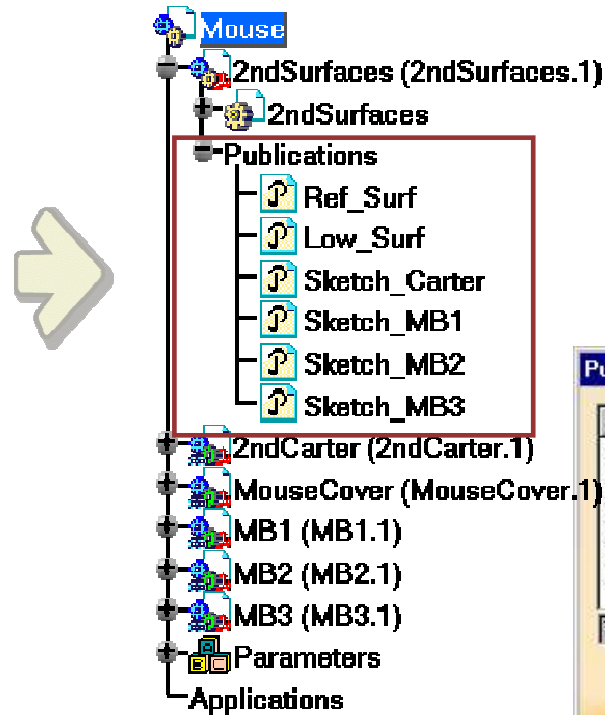 Mouse
2ndSurfaces (2ndSurfaces.1)
2ndSurfaces
Publications
Ref_Surf
Low_Surf
Sketch_Carter
Sketch_MB1
Sketch_MB2
Sketch_MB3
2ndCarter (2ndCarter.1)
MouseCover (MouseCover.1)
MB1 (MB1.1)
MB2 (MB2.1)
MB3 (MB3.1)
Parameters
Applications